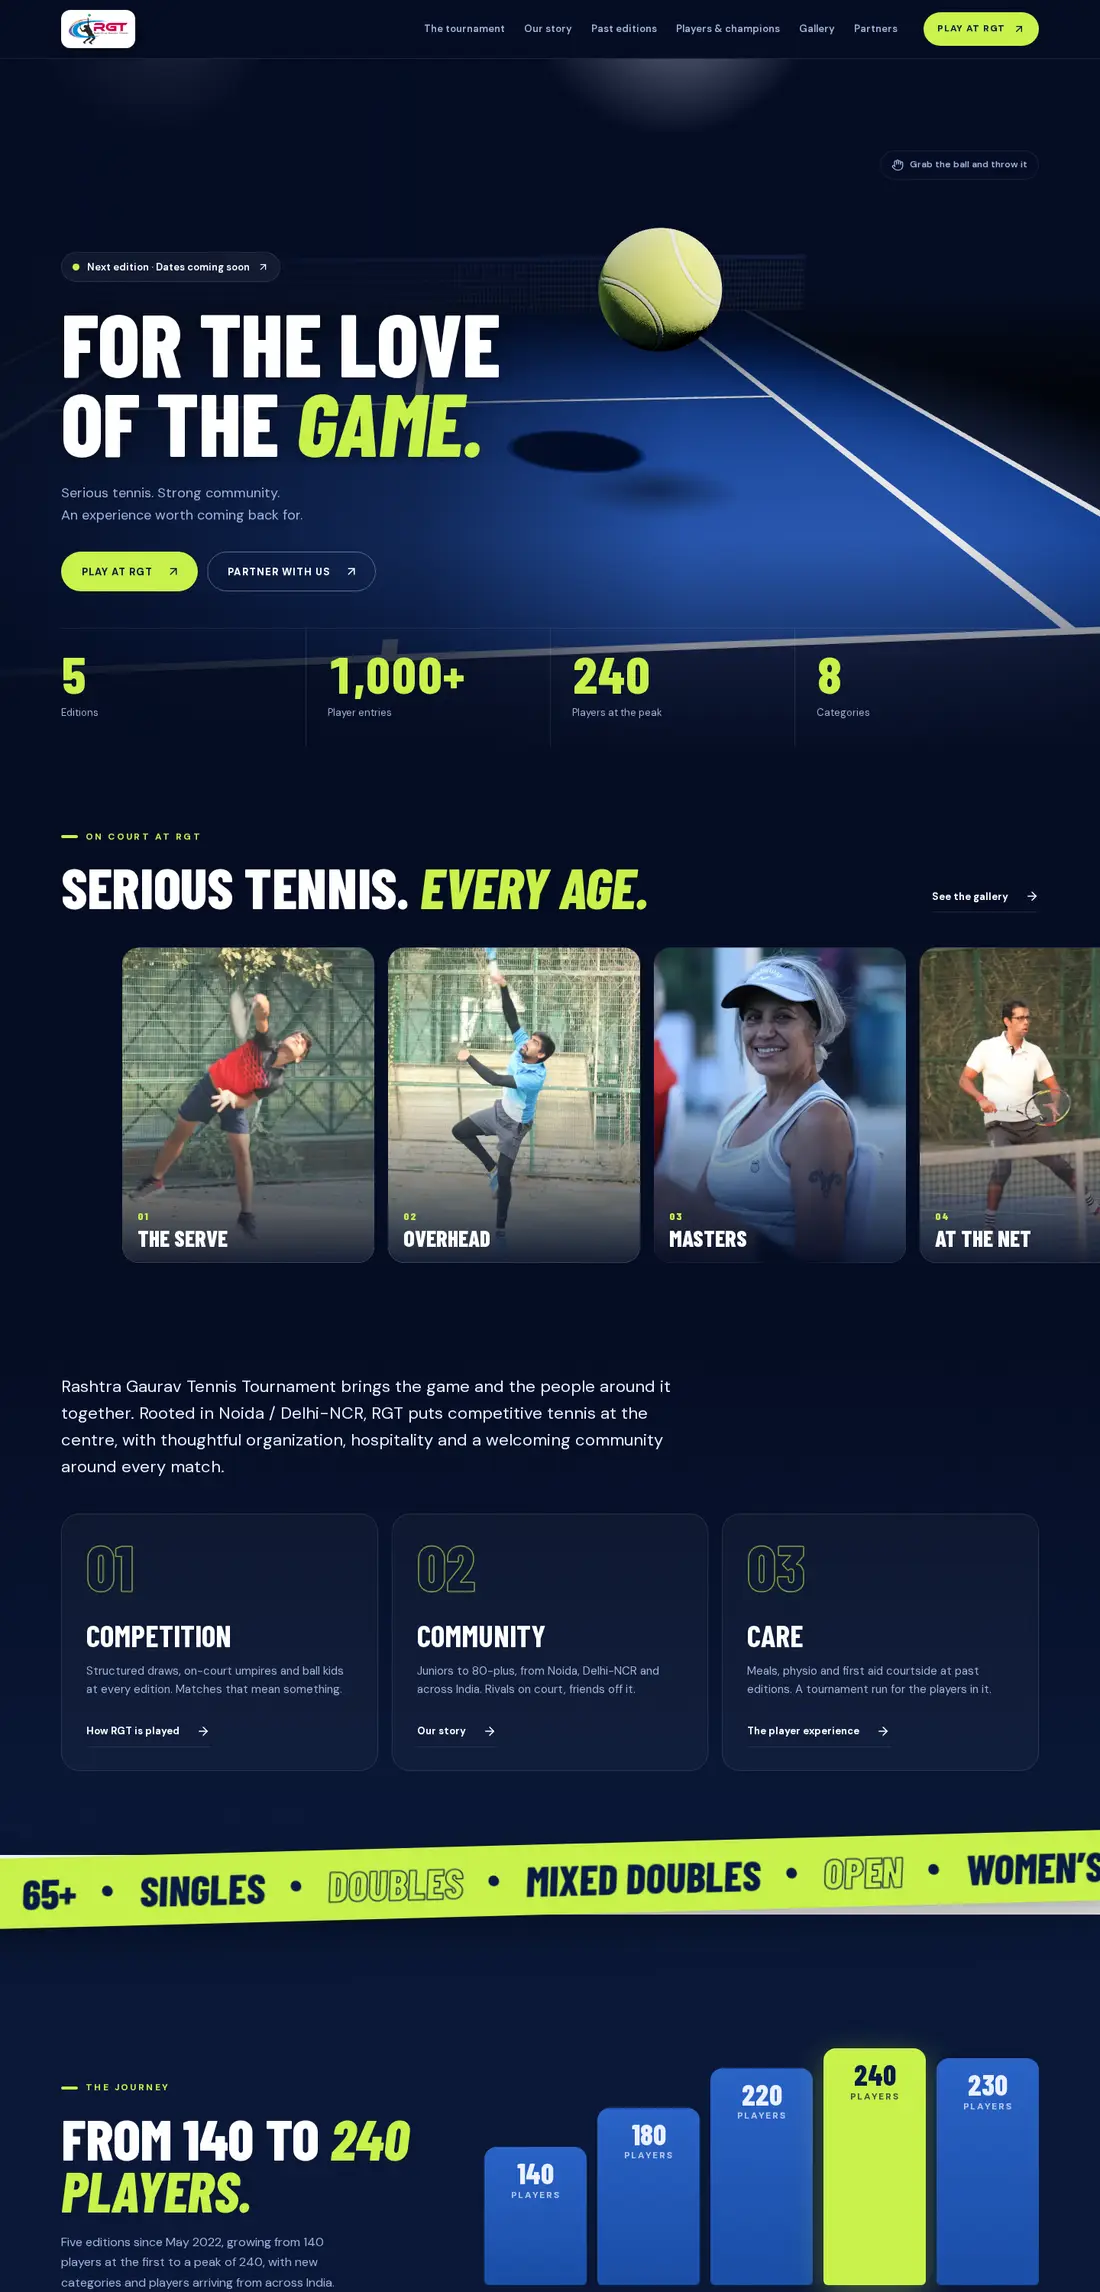 RGT
The tournament
Our story
Past editions
Players & champions
Gallery
Partners
PLAY AT RGT
Grab the ball and throw it
Next edition · Dates coming soon
FOR THE LOVE
OF THE GAME.
Serious tennis. Strong community.
An experience worth coming back for.
PLAY AT RGT
PARTNER WITH US
5
Editions
1,000+
Player entries
240
Players at the peak
8
Categories
ON COURT AT RGT
SERIOUS TENNIS. EVERY AGE.
See the gallery
01
THE SERVE
02
OVERHEAD
03
MASTERS
04
AT THE NET
Rashtra Gaurav Tennis Tournament brings the game and the people around it
together. Rooted in Noida / Delhi-NCR, RGT puts competitive tennis at the
centre, with thoughtful organization, hospitality and a welcoming community
around every match.
01
COMPETITION
Structured draws, on-court umpires and ball kids
at every edition. Matches that mean something.
How RGT is played
02
COMMUNITY
Juniors to 80-plus, from Noida, Delhi-NCR and
across India. Rivals on court, friends off it.
Our story
03
CARE
Meals, physio and first aid courtside at past
editions. A tournament run for the players in it.
The player experience
65+ • SINGLES • DOUBLES • MIXED DOUBLES • OPEN • WOMEN'S
THE JOURNEY
FROM 140 TO 240
PLAYERS.
Five editions since May 2022, growing from 140
players at the first to a peak of 240, with new
categories and players arriving from across India.
140
PLAYERS
180
PLAYERS
220
PLAYERS
240
PLAYERS
230
PLAYERS